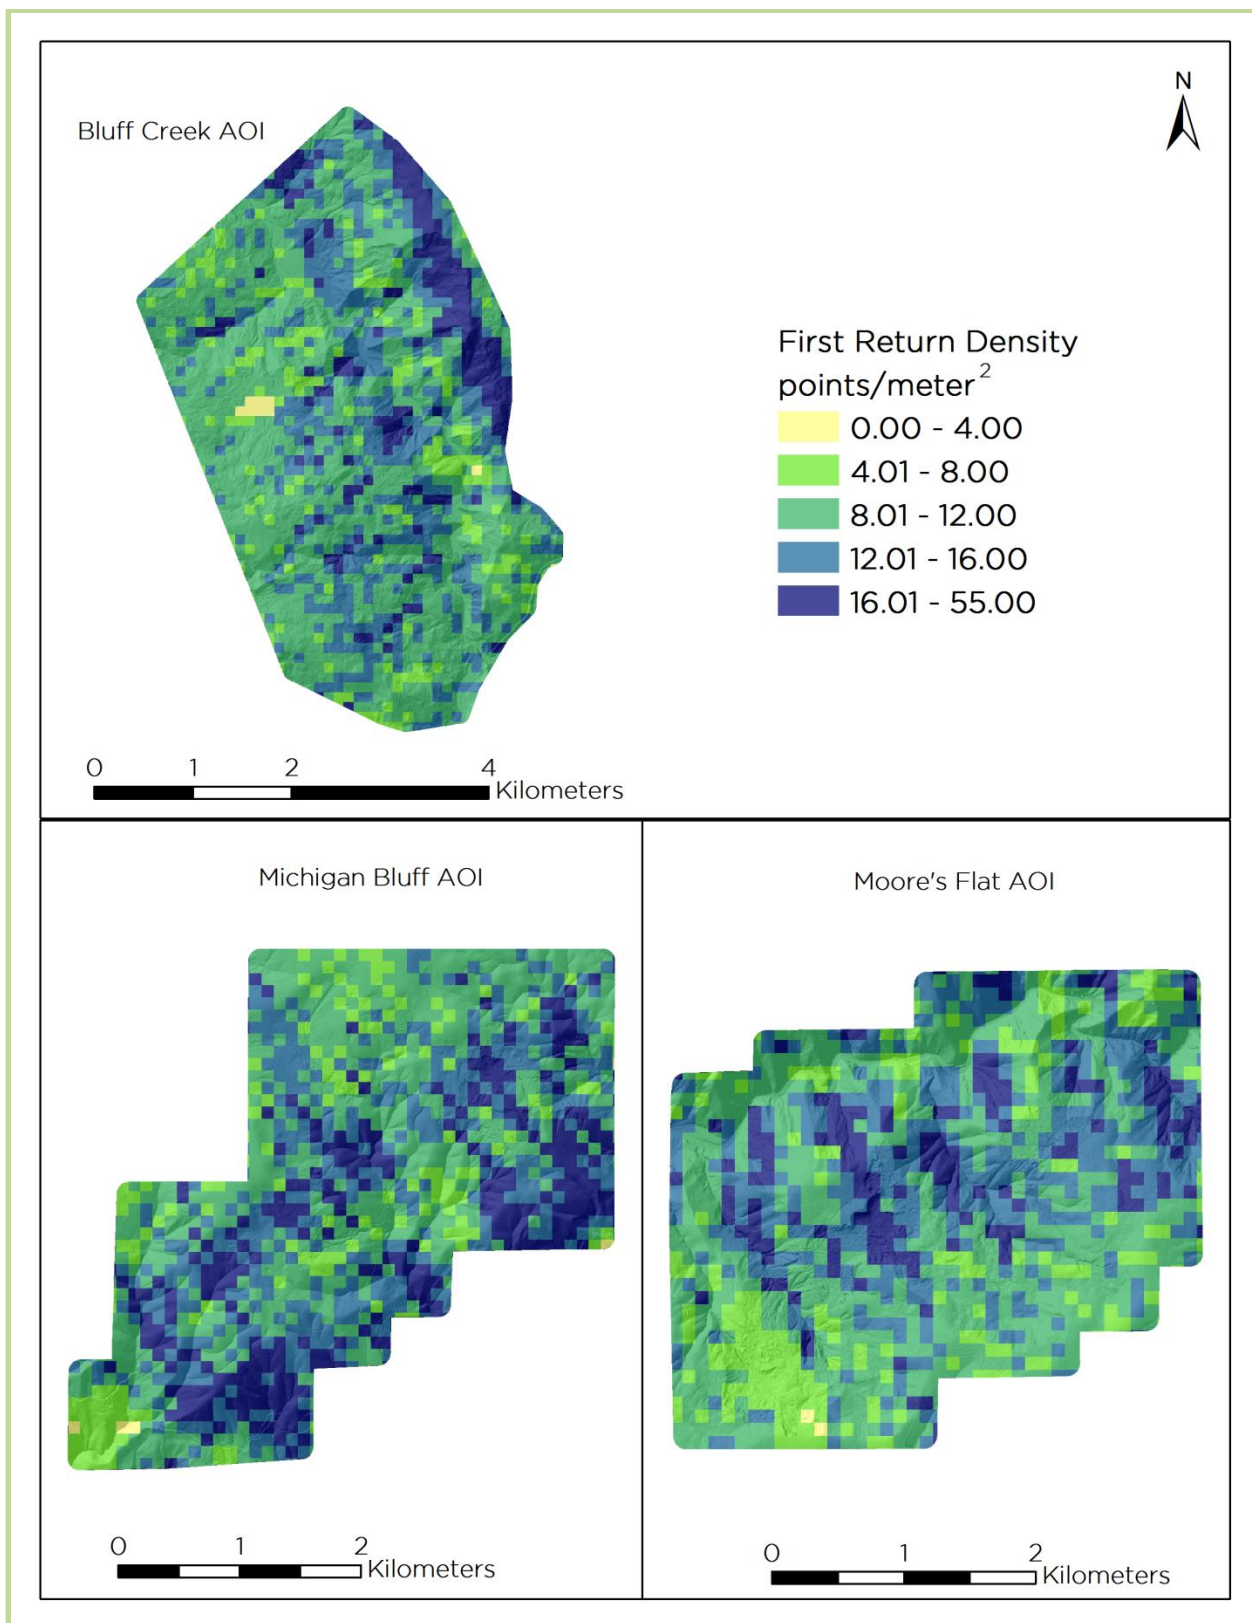 N
Bluff Creek AOI
First Return Density
points/meter²
0.00 - 4.00
4.01 - 8.00
8.01 - 12.00
12.01 - 16.00
16.01 - 55.00
0 1 2 4
Kilometers
Michigan Bluff AOI
0 1 2
Kilometers
Moore's Flat AOI
0 1 2
Kilometers